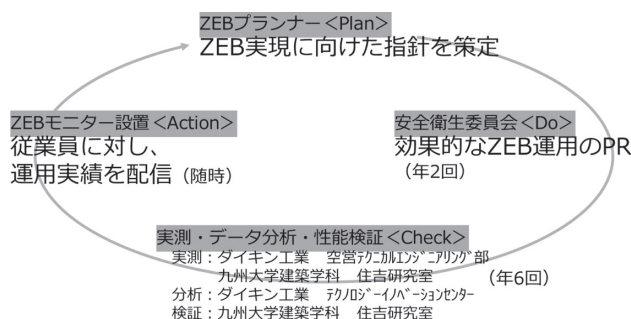 ZEBプランナー<Plan>
ZEB実現に向けた指針を策定
ZEBモニター設置<Action>
従業員に対し、
運用実績を配信（随時）
安全衛生委員会<Do>
効果的なZEB運用のPR
（年2回）
実測・データ分析・性能検証<Check>
実測：ダイキン工業　空営ﾃｸﾆｶﾙｴﾝｼﾞﾆｱﾘﾝｸﾞ部
九州大学建築学科　住吉研究室
（年6回）
分析：ダイキン工業　ﾃｸﾉﾛｼﾞｰｲﾉﾍﾞｰｼｮﾝｾﾝﾀｰ
検証：九州大学建築学科　住吉研究室